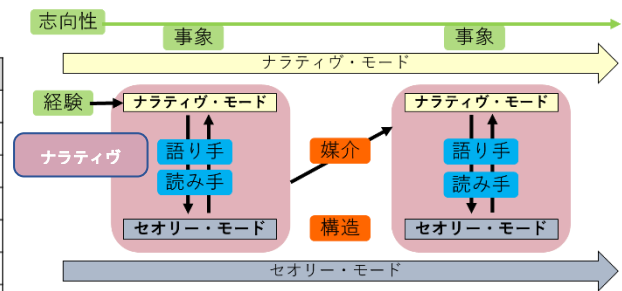 志向性
事象
事象
ナラティヴ・モード
経験
ナラティヴ・モード
ナラティヴ・モード
ナラティヴ
語り手
読み手
媒介
語り手
読み手
セオリー・モード
構造
セオリー・モード
セオリー・モード